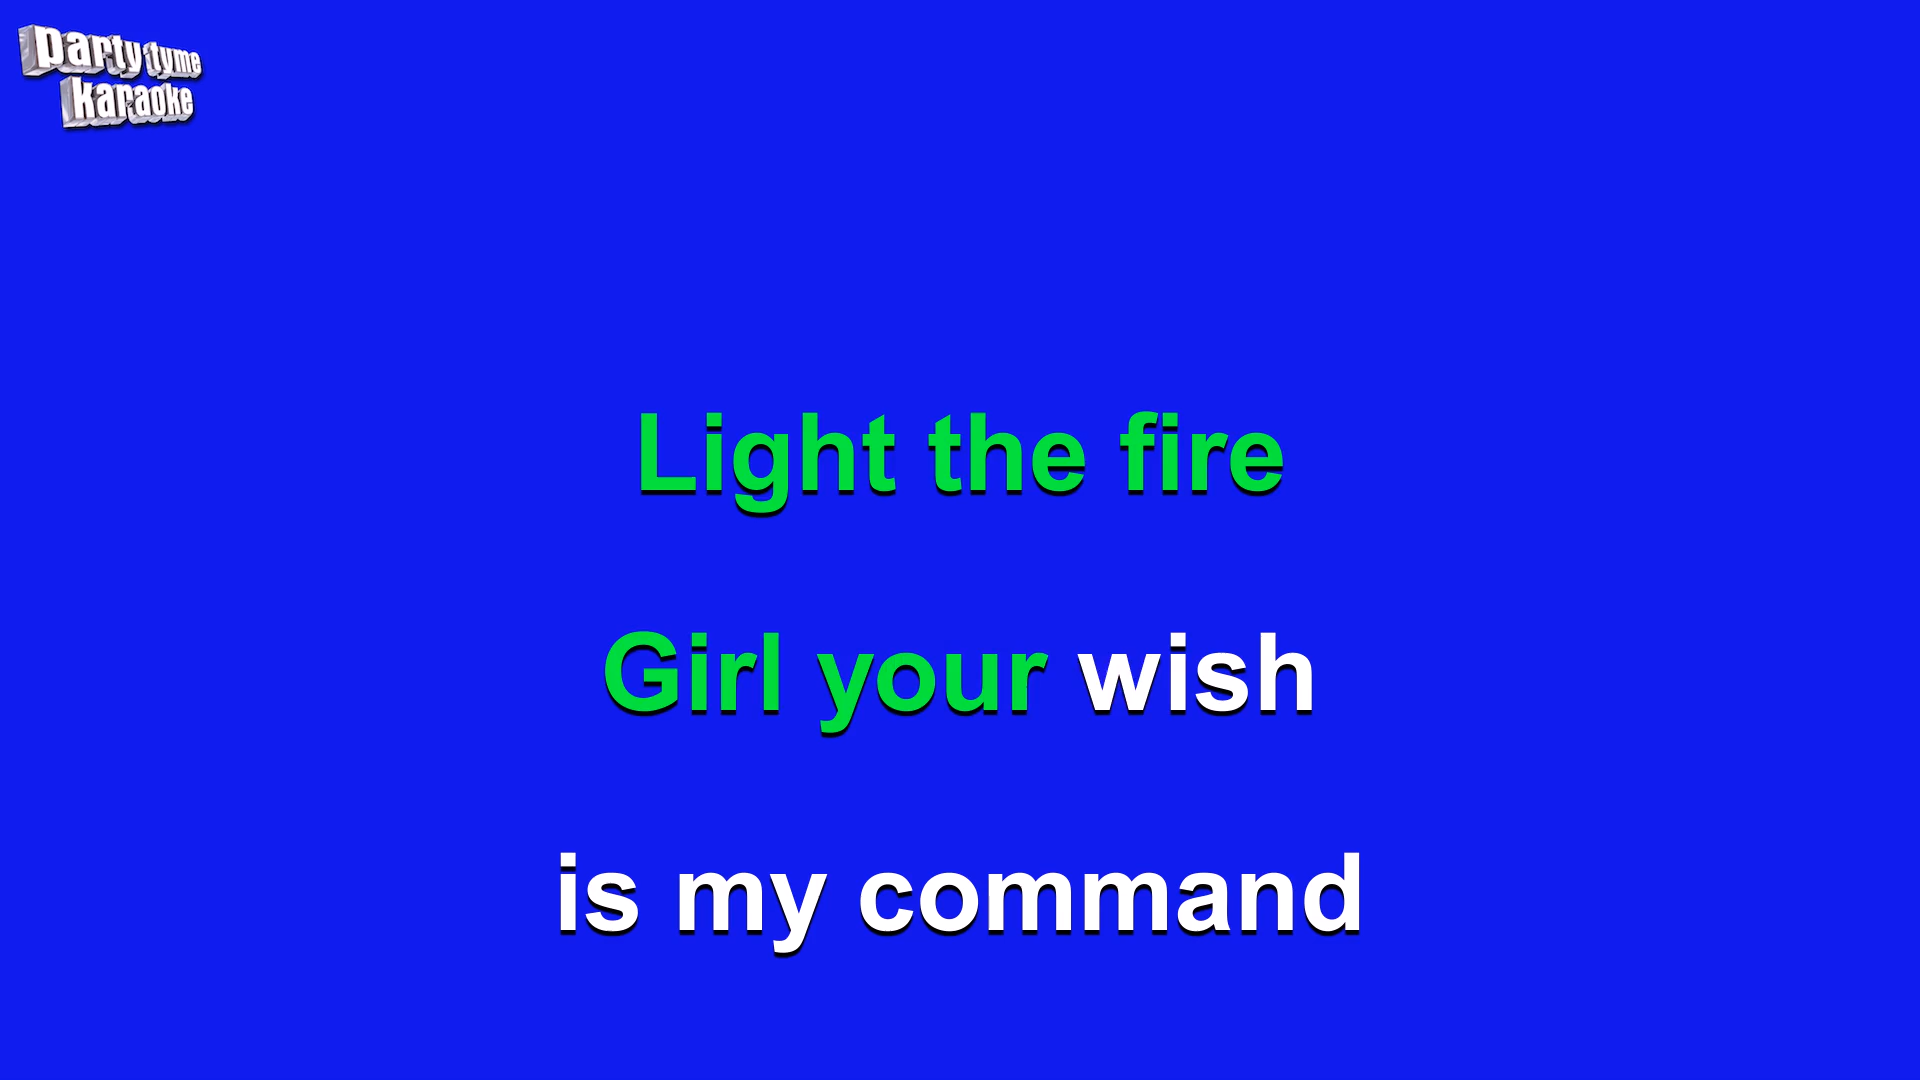 party tyme
karaoke
Light the fire
Girl your wish
is my command